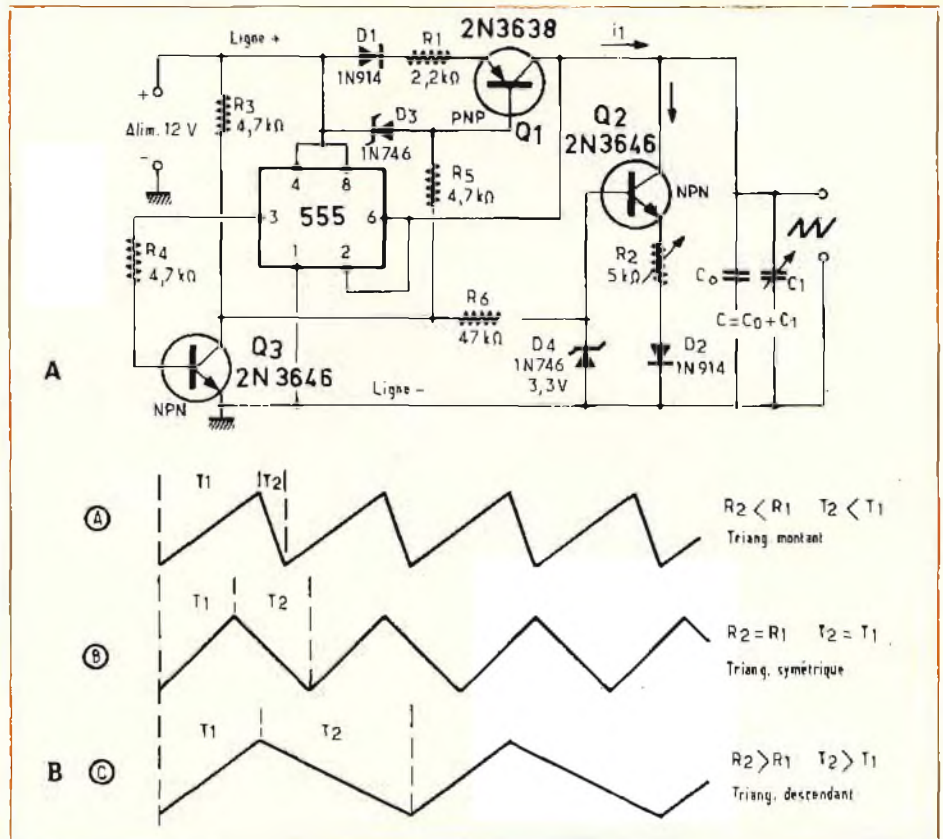 2N3638
Ligne +
D1
R1
i1
1N914
2,2kΩ
R3
4,7kΩ
D3
PNP
Q1
Q2
2N3646
+
Alim. 12 V
-
1N746
R5
4,7kΩ
NPN
4 8
3 555 6
1 2
R4
4,7kΩ
R2
5kΩ
C0
C1
R6
47kΩ
C=C0+C1
A
Q3
2N3646
D4
1N746
3,3V
D2
1N914
NPN
Ligne -
T1 T2
A
R2 < R1 T2 < T1
Triang. montant
T1 T2
B
R2 = R1 T2 = T1
Triang. symétrique
T1 T2
B C
R2 > R1 T2 > T1
Triang. descendant